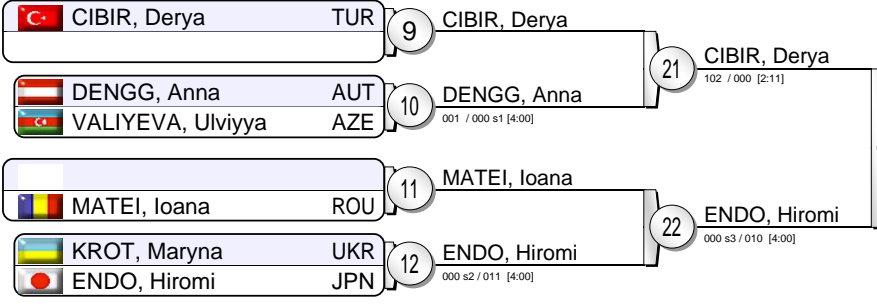 CIBIR, Derya TUR
9
CIBIR, Derya
DENGG, Anna AUT
VALIYEVA, Ulviyya AZE
10
DENGG, Anna
001 / 000 s1 [4:00]
21
CIBIR, Derya
102 / 000 [2:11]
MATEI, Ioana ROU
11
MATEI, Ioana
KROT, Maryna UKR
ENDO, Hiromi JPN
12
ENDO, Hiromi
000 s2 / 011 [4:00]
22
ENDO, Hiromi
000 s3 / 010 [4:00]